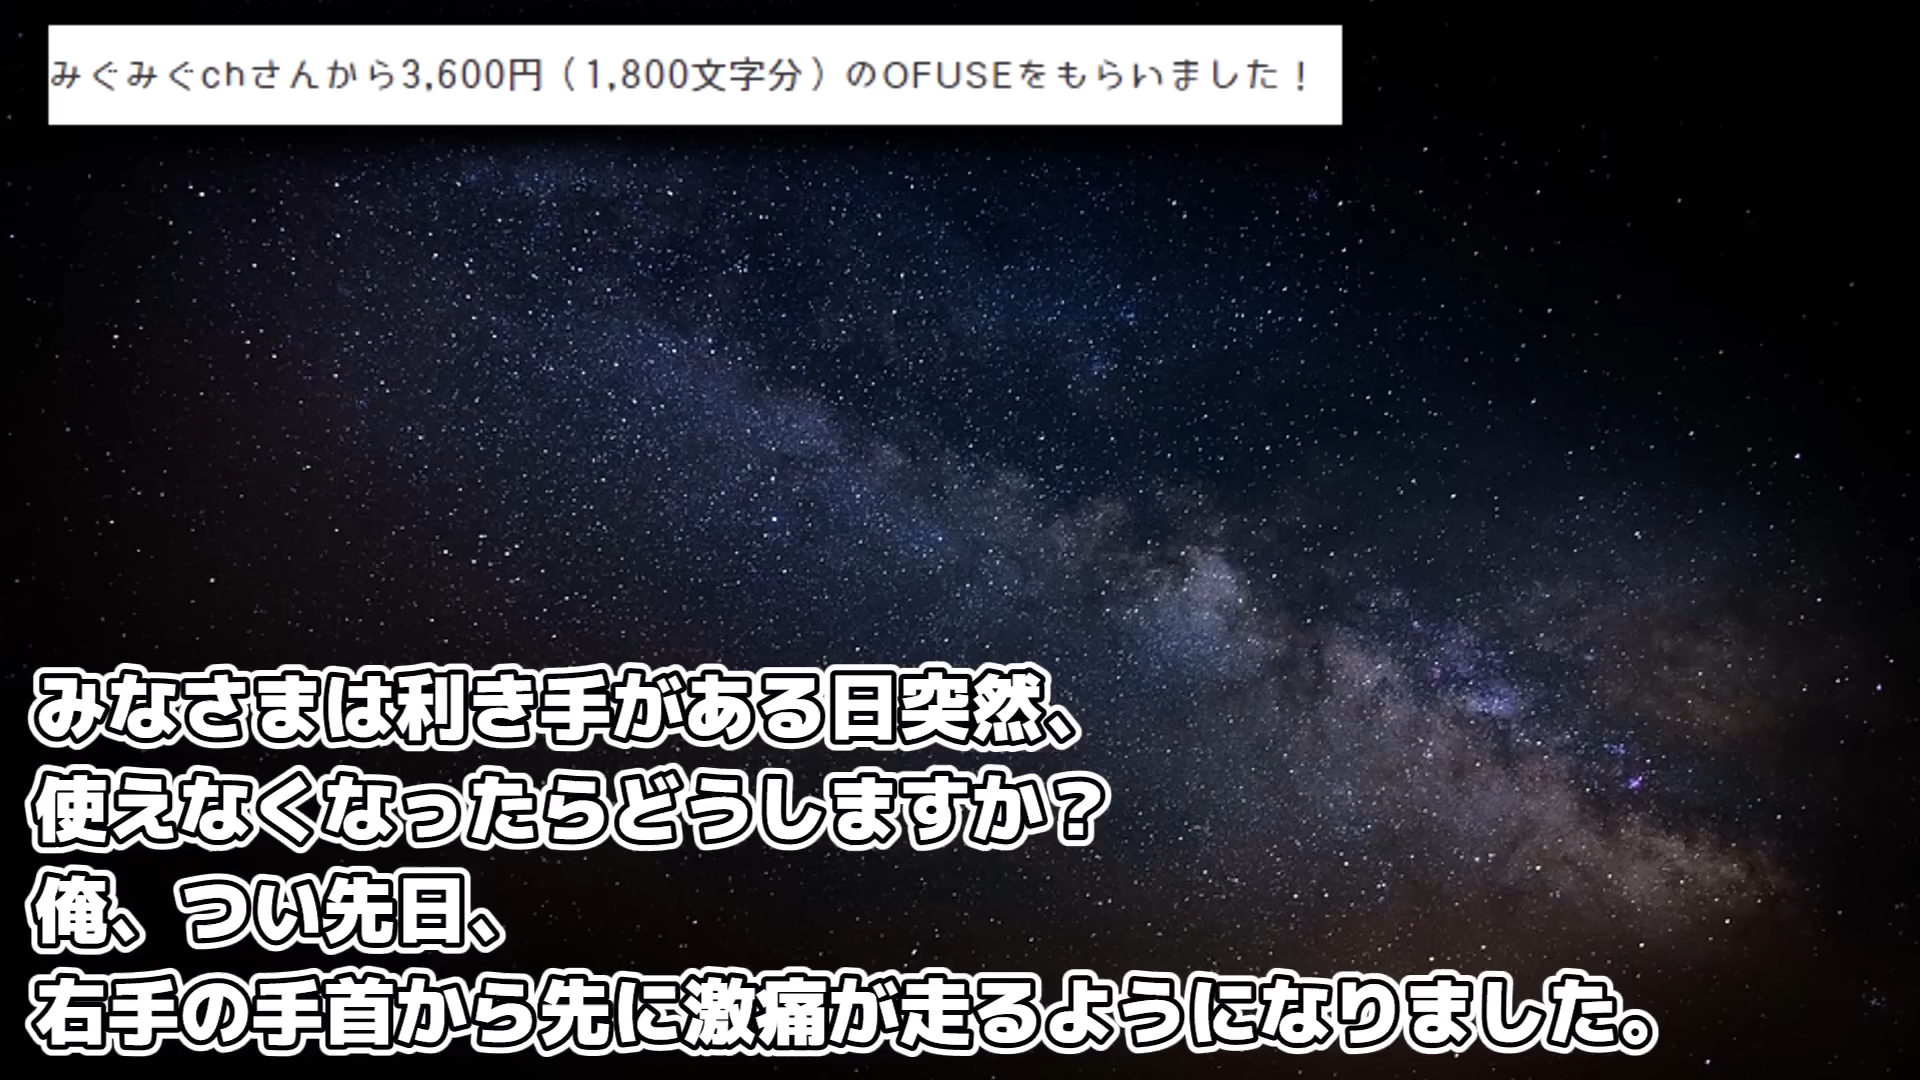 みぐみぐchさんから3,600円（1,800文字分）のOFUSEをもらいました！
みなさまは利き手がある日突然、
使えなくなったらどうしますか？
俺、つい先日、
右手の手首から先に激痛が走るようになりました。